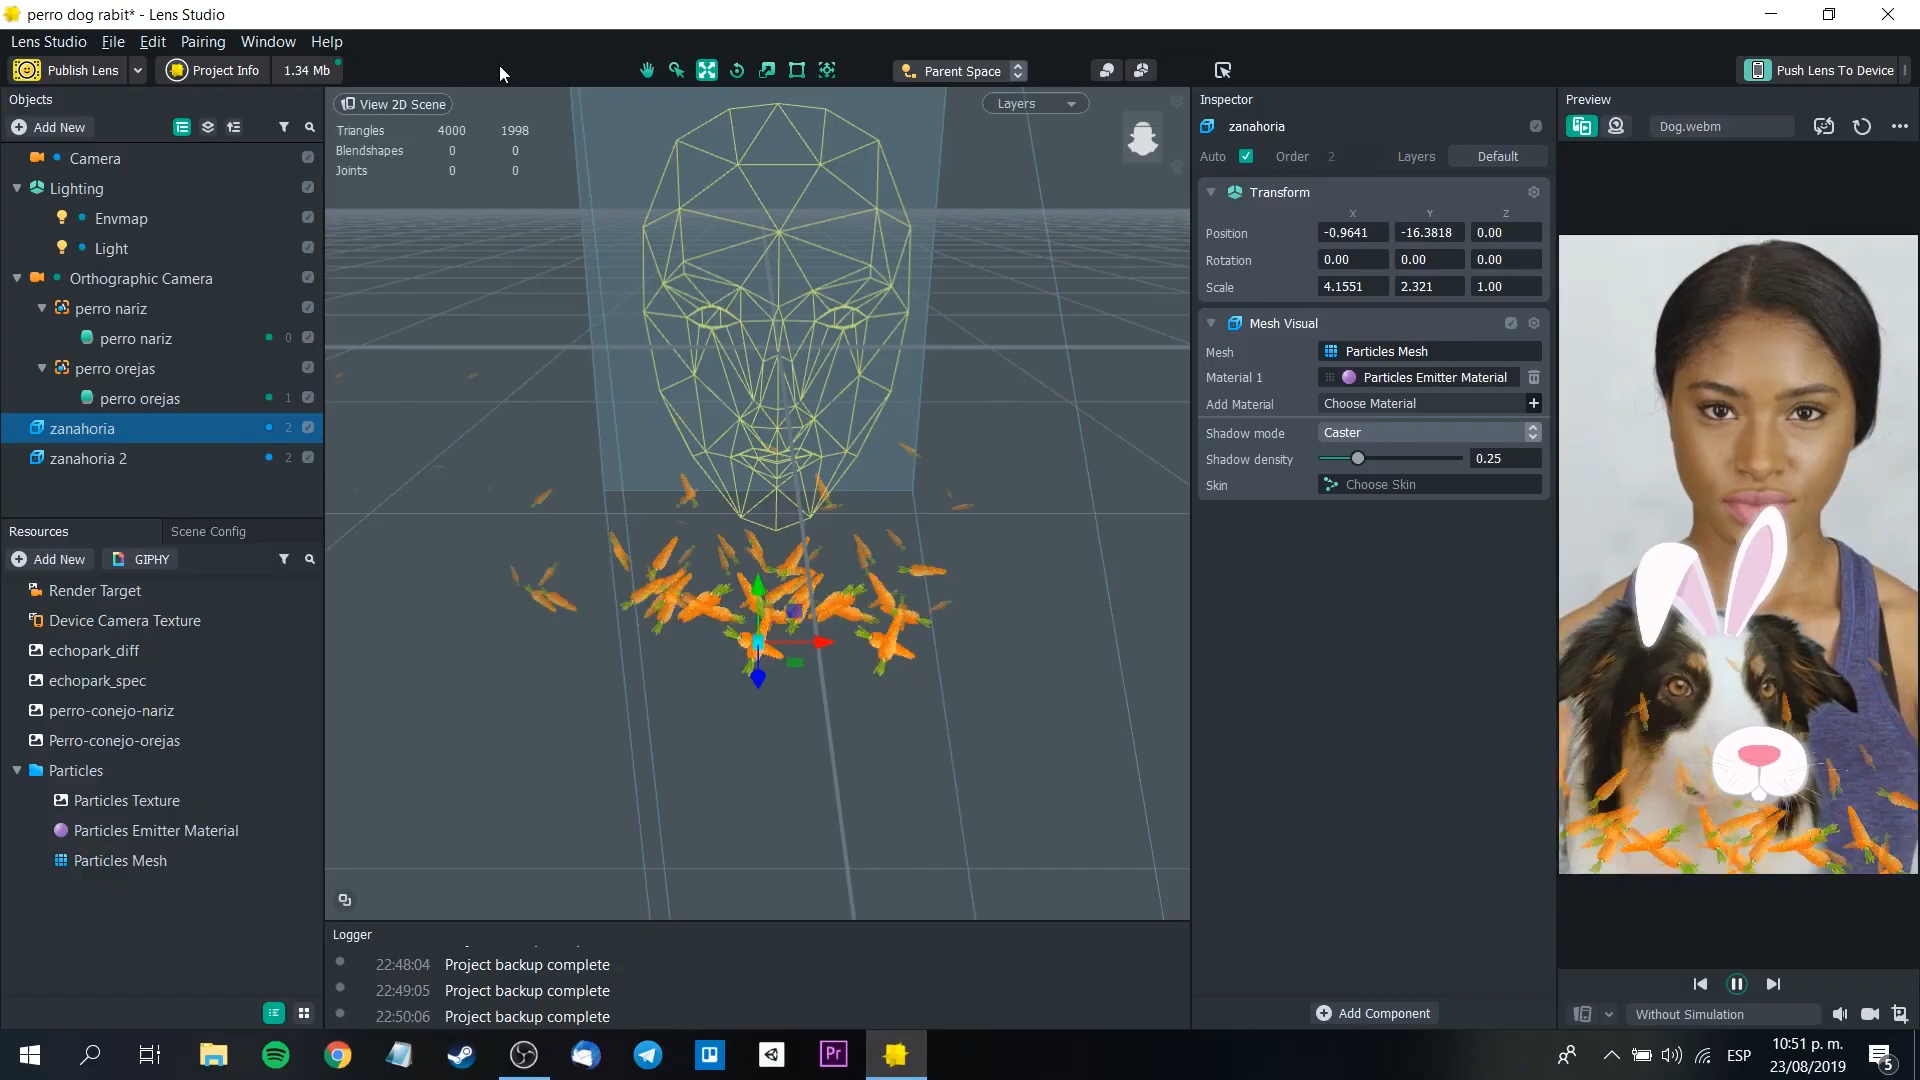 perro dog rabit* - Lens Studio
Lens Studio File Edit Pairing Window Help
Publish Lens Project Info 1.34 Mb Parent Space Push Lens To Device
Objects
Add New
Camera
Lighting
Envmap
Light
Orthographic Camera
perro nariz
perro nariz 0
perro orejas
perro orejas 1
zanahoria 2
zanahoria 2 2
Resources Scene Config
Add New GIPHY
Render Target
Device Camera Texture
echopark_diff
echopark_spec
perro-conejo-nariz
Perro-conejo-orejas
Particles
Particles Texture
Particles Emitter Material
Particles Mesh
View 2D Scene Layers
Triangles 4000 1998
Blendshapes 0 0
Joints 0 0
Logger
22:48:04 Project backup complete
22:49:05 Project backup complete
22:50:06 Project backup complete
Inspector
zanahoria
Auto Order 2 Layers Default
Transform
X Y Z
Position -0.9641 -16.3818 0.00
Rotation 0.00 0.00 0.00
Scale 4.1551 2.321 1.00
Mesh Visual
Mesh Particles Mesh
Material 1 Particles Emitter Material
Add Material Choose Material +
Shadow mode Caster
Shadow density 0.25
Skin Choose Skin
Add Component
Preview
Dog.webm
Without Simulation
Pr
ESP
10:51 p. m.
23/08/2019
5